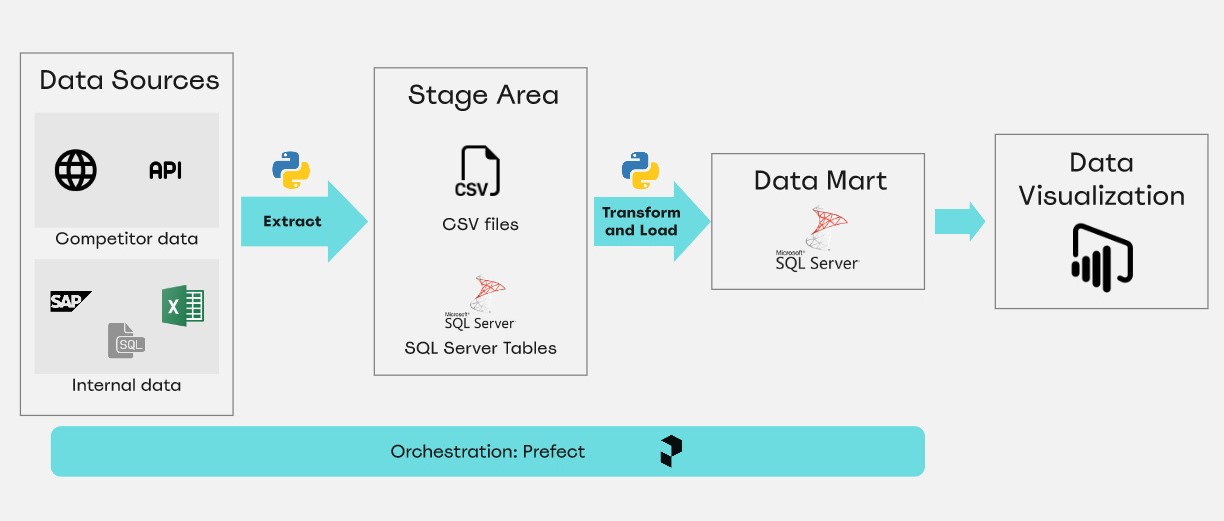 Data Sources
API
Competitor data
SAP
X
SQL
Internal data
Extract
Stage Area
CSV
CSV files
Microsoft
SQL Server
SQL Server Tables
Transform
and Load
Data Mart
Microsoft
SQL Server
Data
Visualization
Orchestration: Prefect